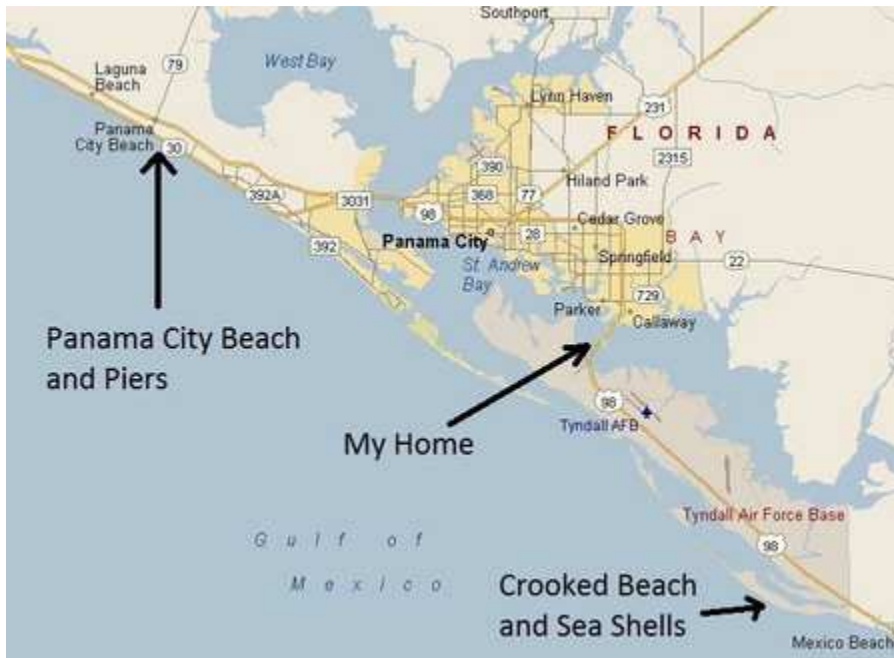 Southport
79
West Bay
Laguna
Beach
Lynn Haven
231
F L O R I D A
Panama
City Beach
30
390
2315
392A
3031
368
77
Hiland Park
98
Cedar Grove
392
Panama City
28
B A Y
St. Andrew
Bay
Springfield
22
729
Parker
Callaway
Panama City Beach
and Piers
My Home
98
Tyndall AFB
Tyndall Air Force Base
G u l f o f
M e x i c o
98
Crooked Beach
and Sea Shells
Mexico Beach